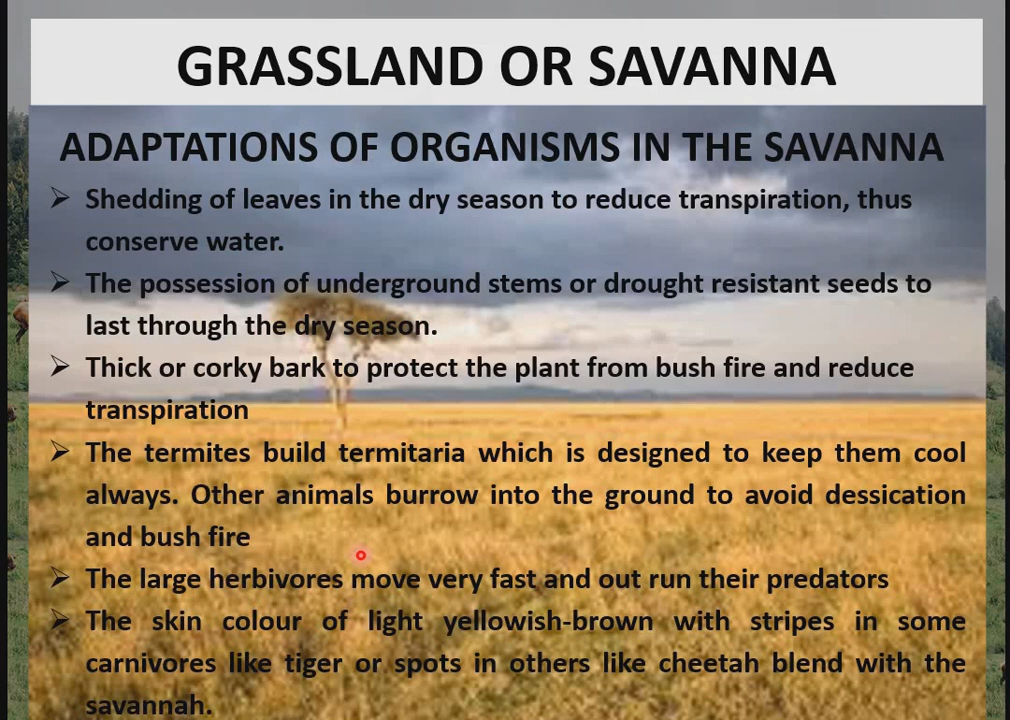 GRASSLAND OR SAVANNA
ADAPTATIONS OF ORGANISMS IN THE SAVANNA
➢ Shedding of leaves in the dry season to reduce transpiration, thus
conserve water.
➢ The possession of underground stems or drought resistant seeds to
last through the dry season.
➢ Thick or corky bark to protect the plant from bush fire and reduce
transpiration
➢ The termites build termitaria which is designed to keep them cool
always. Other animals burrow into the ground to avoid dessication
and bush fire
➢ The large herbivores move very fast and out run their predators
➢ The skin colour of light yellowish-brown with stripes in some
carnivores like tiger or spots in others like cheetah blend with the
savannah.